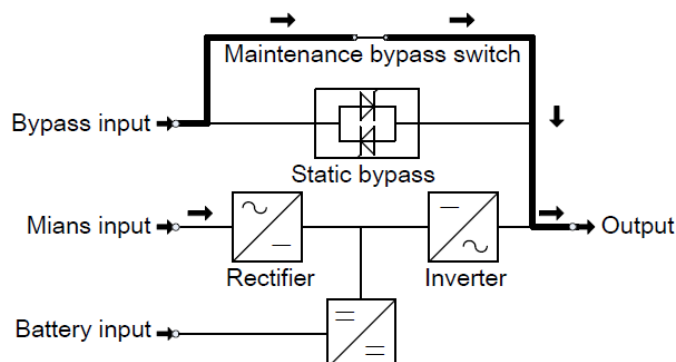 Maintenance bypass switch
Bypass input
Static bypass
Mians input
Output
Rectifier
Inverter
Battery input